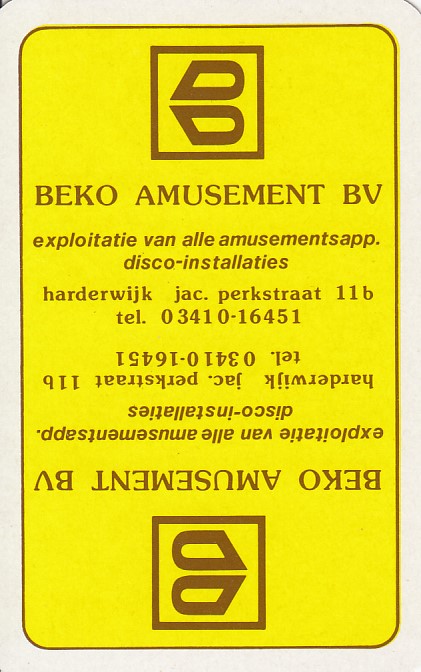 BEKO AMUSEMENT BV
exploitatie van alle amusementsapp.
disco-installaties
harderwijk jac. perkstraat 11b
tel. 03410-16451
BEKO AMUSEMENT BV
exploitatie van alle amusementsapp.
disco-installaties
harderwijk jac. perkstraat 11b
tel. 03410-16451